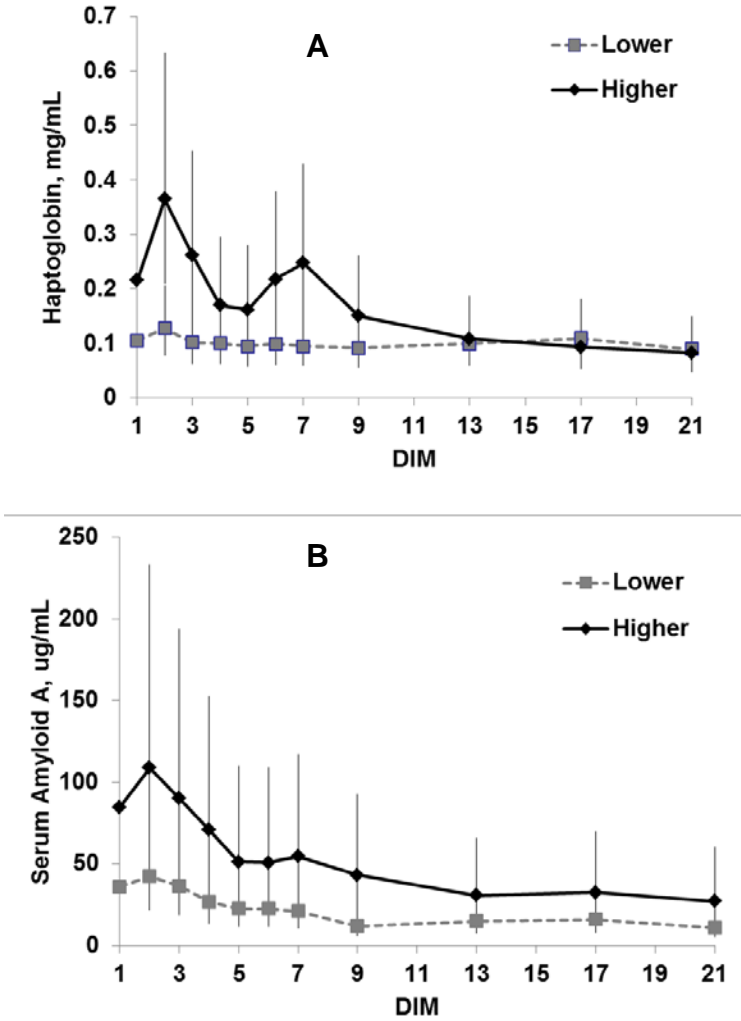 A
Lower
Higher
Haptoglobin, mg/mL
0.7
0.6
0.5
0.4
0.3
0.2
0.1
0
1 3 5 7 9 11 13 15 17 19 21
DIM
B
Lower
Higher
Serum Amyloid A, ug/mL
250
200
150
100
50
0
1 3 5 7 9 11 13 15 17 19 21
DIM